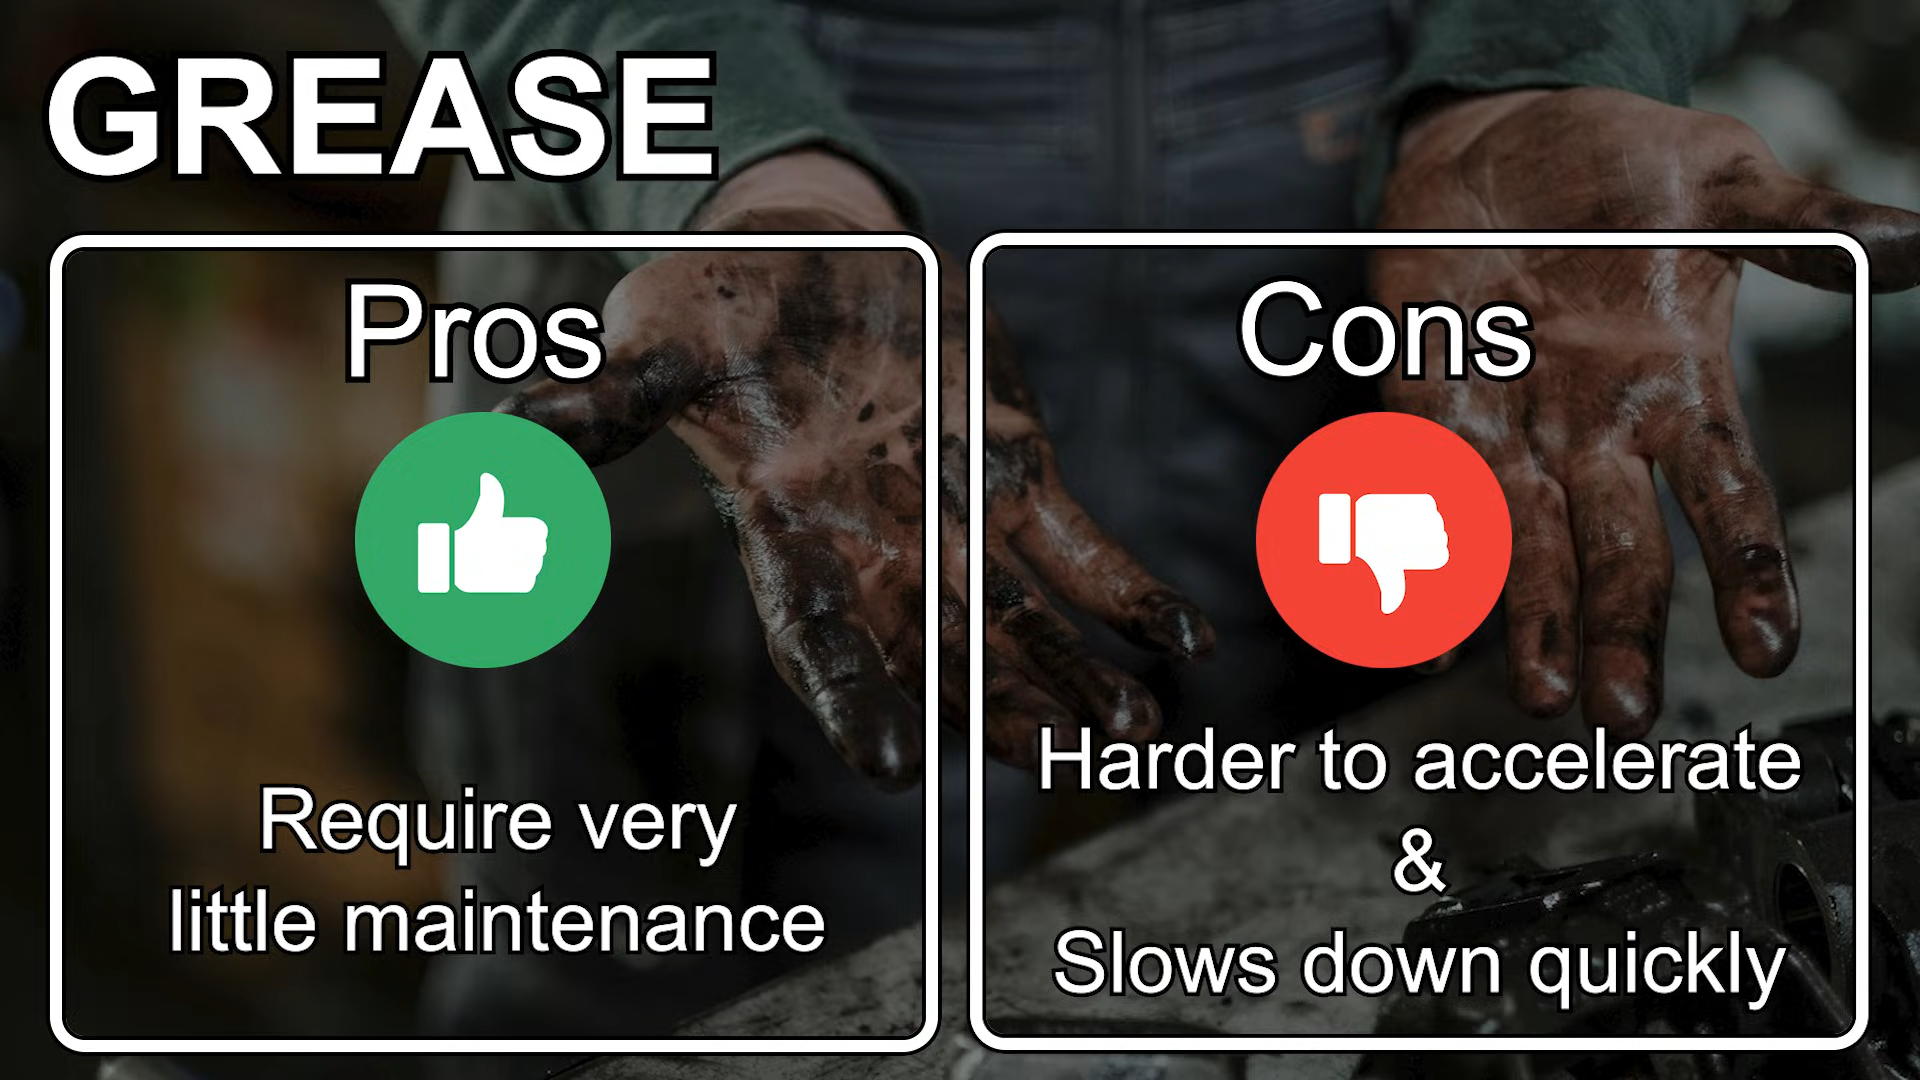 GREASE
Pros
Require very
little maintenance
Cons
Harder to accelerate
&
Slows down quickly